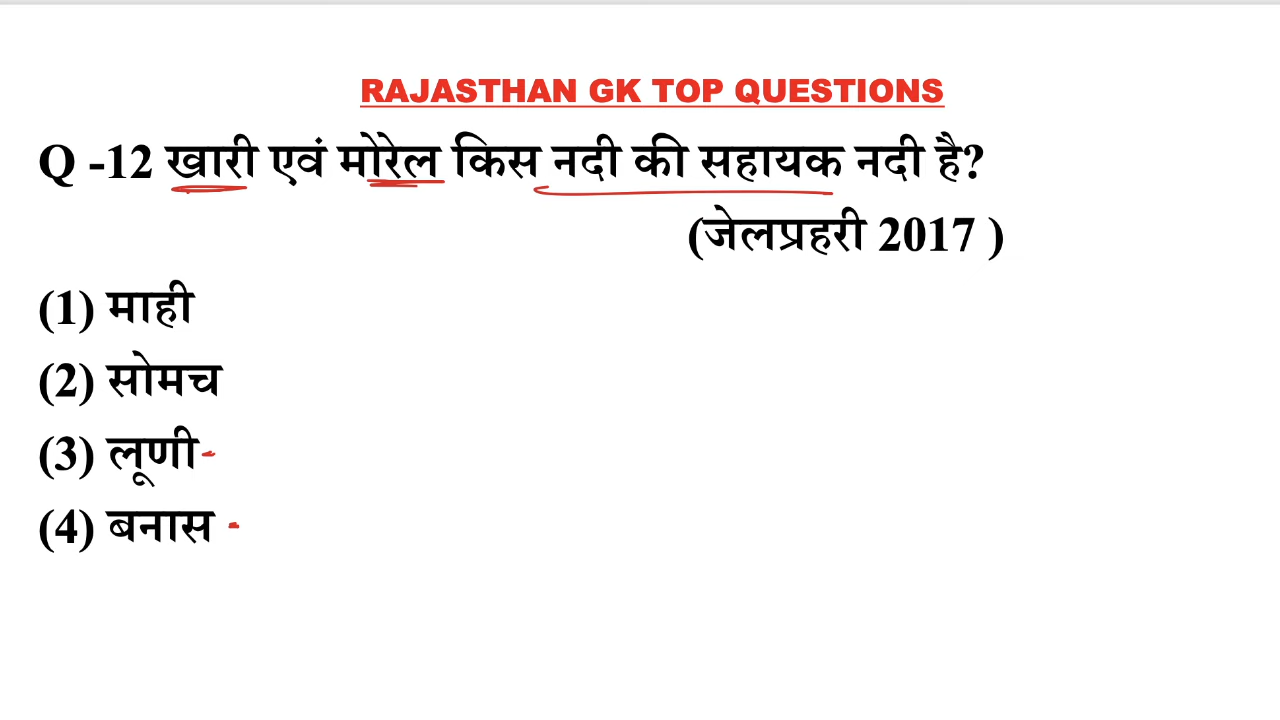 RAJASTHAN GK TOP QUESTIONS
Q -12 खारी एवं मोरेल किस नदी की सहायक नदी है?
(जेलप्रहरी 2017 )
(1) माही
(2) सोमच
(3) लूणी
(4) बनास